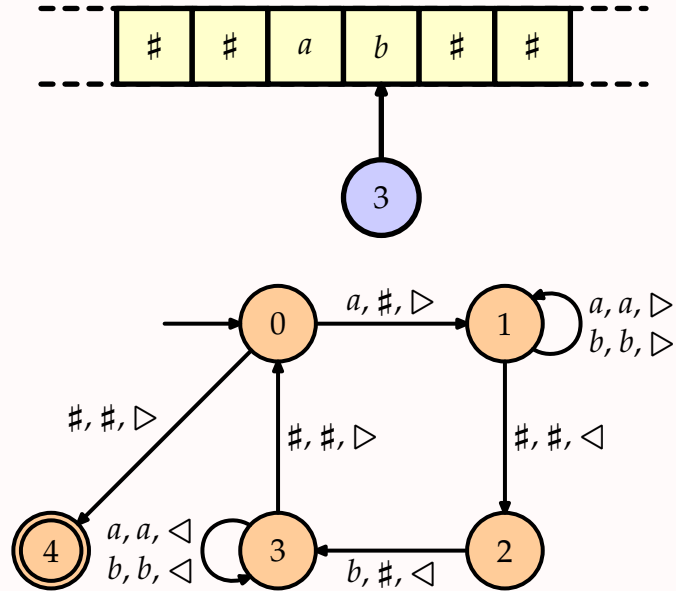 ♯ ♯ a b ♯ ♯
3
a, ♯, ▷
0
1
a, a, ▷
b, b, ▷
♯, ♯, ▷
♯, ♯, ▷
♯, ♯, ◁
a, a, ◁
b, b, ◁
4
3
b, ♯, ◁
2